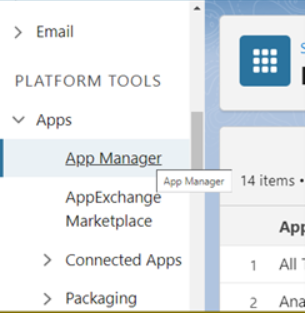 Email
PLATFORM TOOLS
Apps
App Manager
App Manager
14 items •
AppExchange
Marketplace
App
Connected Apps
1 All
Packaging
2 Ana